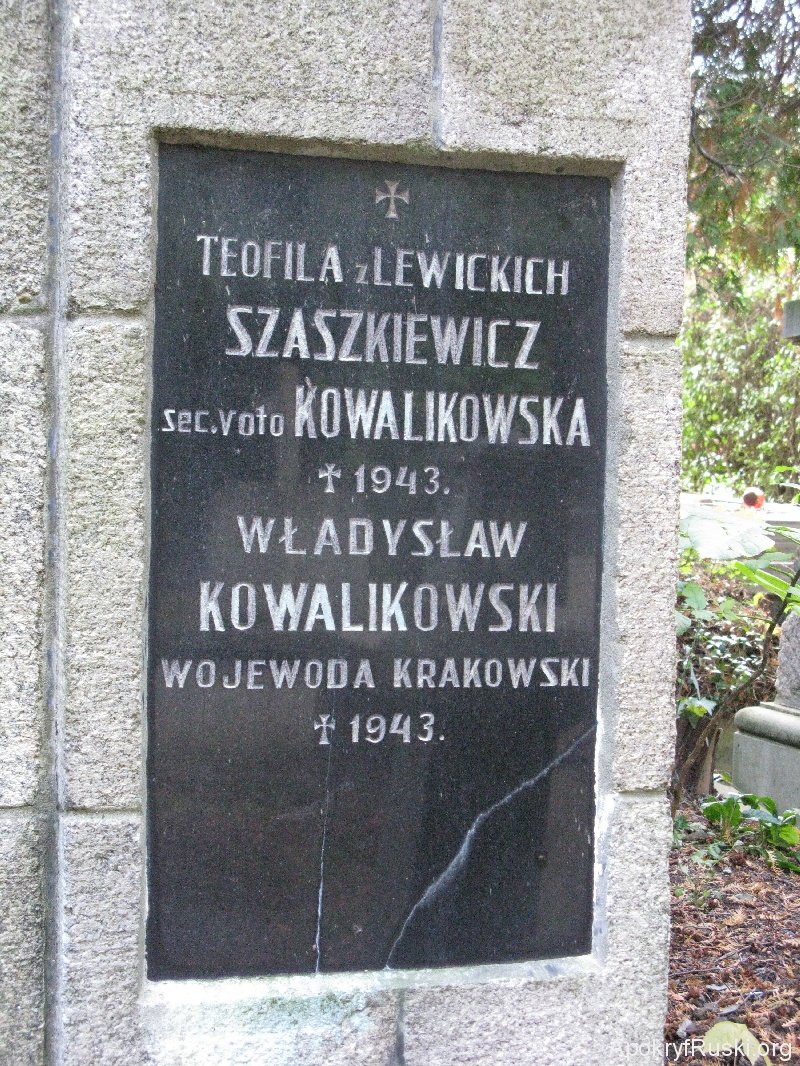 TEOFILA z LEWICKICH
SZASZKIEWICZ
sec.voto KOWALIKOWSKA
✠ 1943.
WŁADYSŁAW
KOWALIKOWSKI
WOJEWODA KRAKOWSKI
✠ 1943.
ApokryfRuski.org